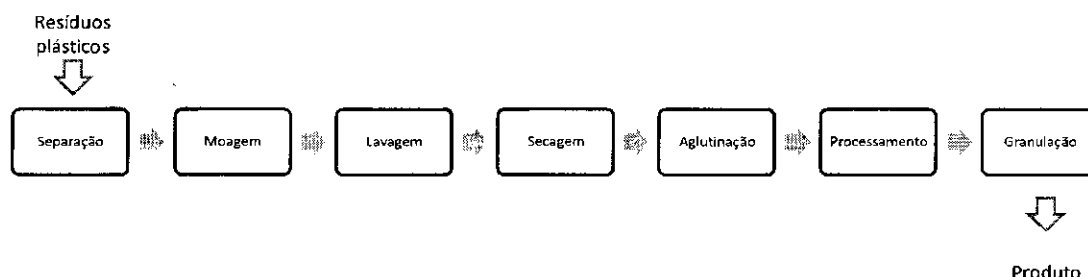 Resíduos
plásticos
Separação
Moagem
Lavagem
Secagem
Aglutinação
Processamento
Granulação
Produto